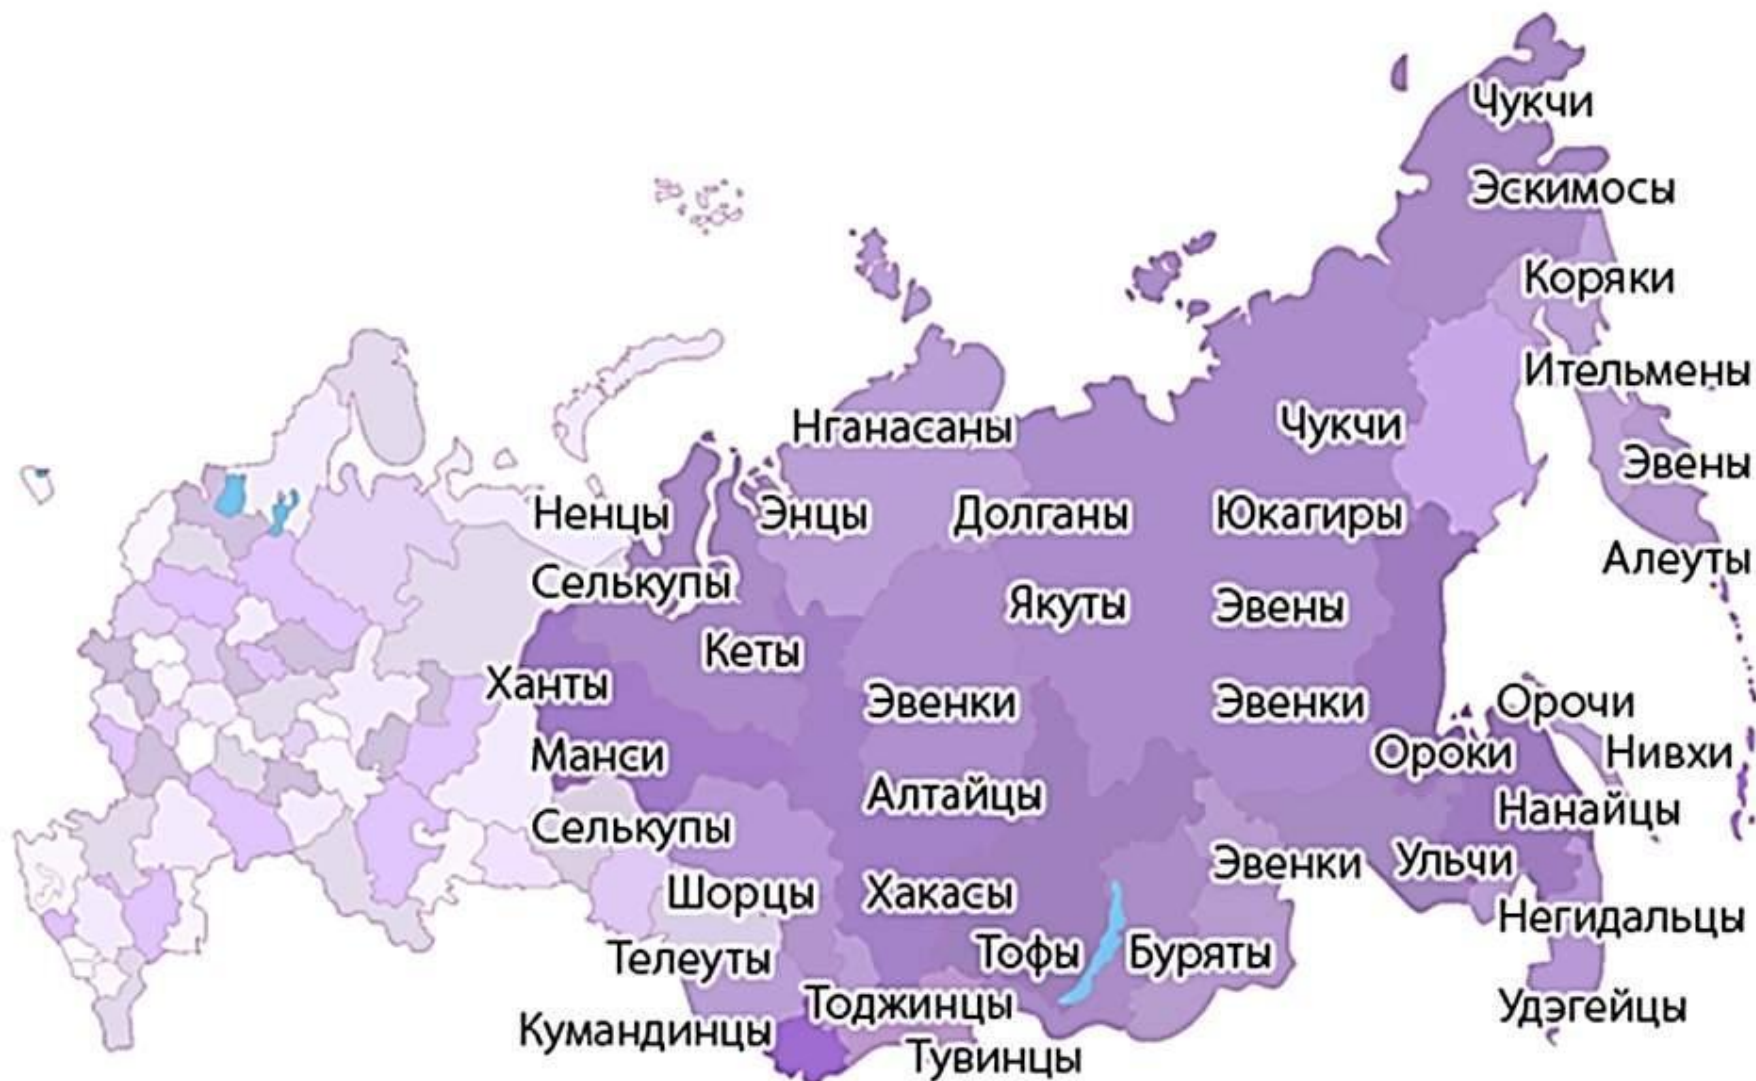 Чукчи
Эскимосы
Коряки
Ительмены
Нганасаны
Чукчи
Эвены
Ненцы
Энцы
Долганы
Юкагиры
Алеуты
Селькупы
Якуты
Эвены
Кеты
Ханты
Эвенки
Эвенки
Орочи
Манси
Ороки
Нивхи
Алтайцы
Нанайцы
Селькупы
Эвенки
Ульчи
Шорцы
Хакасы
Негидальцы
Телеуты
Тофы
Буряты
Тоджинцы
Удэгейцы
Кумандинцы
Тувинцы